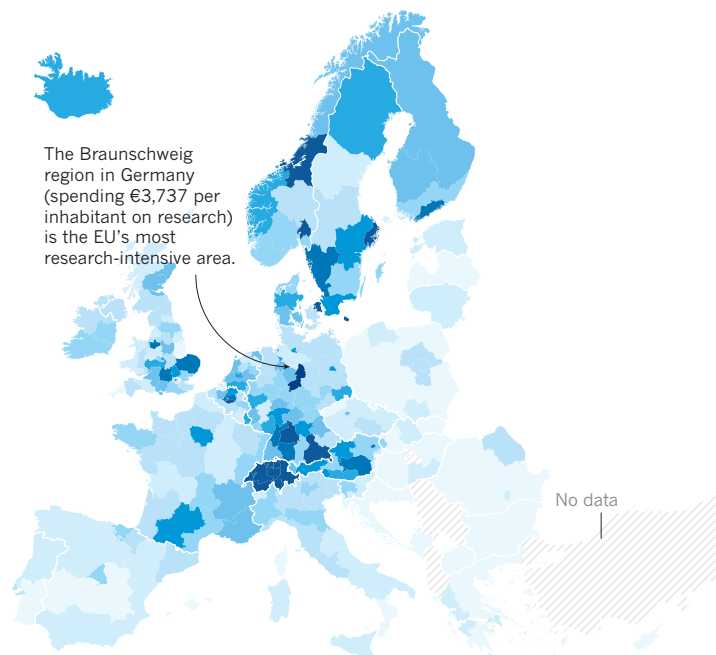 The Braunschweig
region in Germany
(spending €3,737 per
inhabitant on research)
is the EU’s most
research-intensive area.
No data